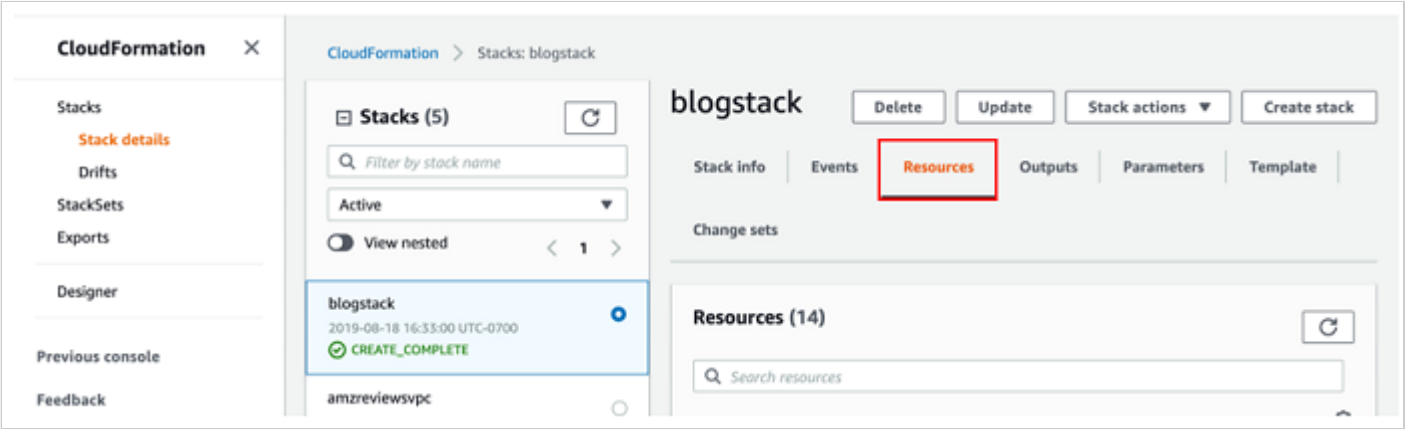 CloudFormation
Stacks
Stack details
Drifts
StackSets
Exports
Designer
Previous console
Feedback
CloudFormation > Stacks: blogstack
Stacks (5)
Filter by stack name
Active
View nested
< 1 >
blogstack
2019-08-18 16:33:00 UTC-0700
CREATE_COMPLETE
amzreviewsvpc
blogstack Delete Update Stack actions Create stack
Stack info Events Resources Outputs Parameters Template
Change sets
Resources (14)
Search resources